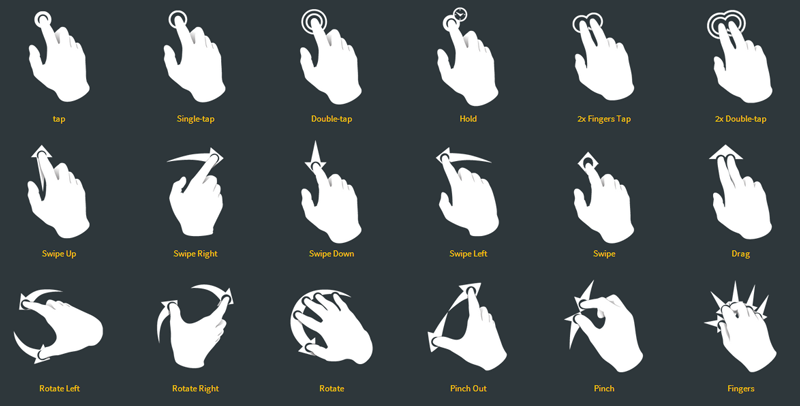 tap
Single-tap
Double-tap
Hold
2x Fingers Tap
2x Double-tap
Swipe Up
Swipe Right
Swipe Down
Swipe Left
Swipe
Drag
Rotate Left
Rotate Right
Rotate
Pinch Out
Pinch
Fingers